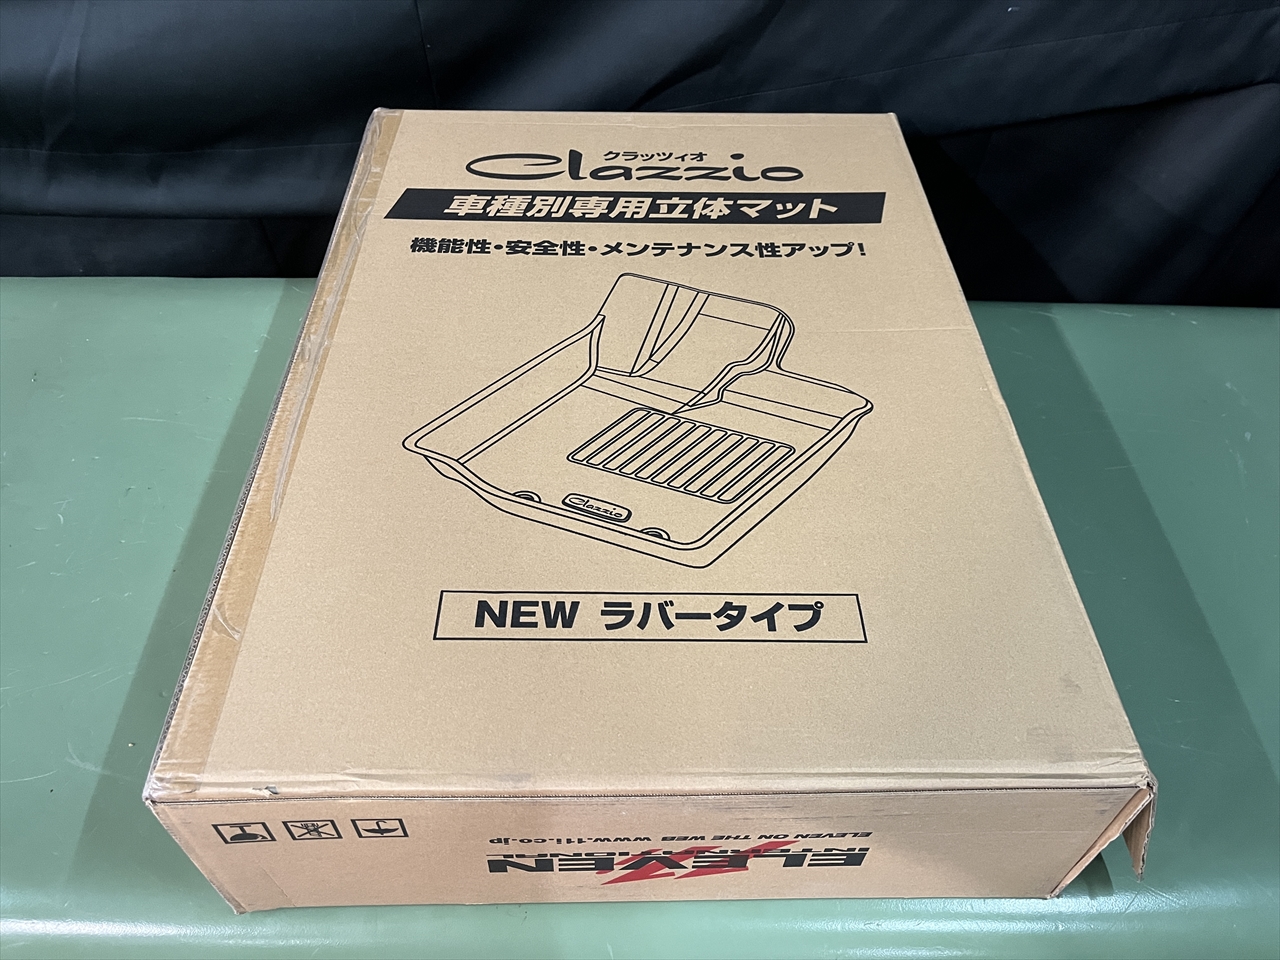 クラッツィオ
Clazzio
車種別専用立体マット
機能性・安全性・メンテナンス性アップ！
Clazzio
NEW ラバータイプ
ELEVEN
INTERNATIONAL
ELEVEN ON THE WEB www.11i.co.jp